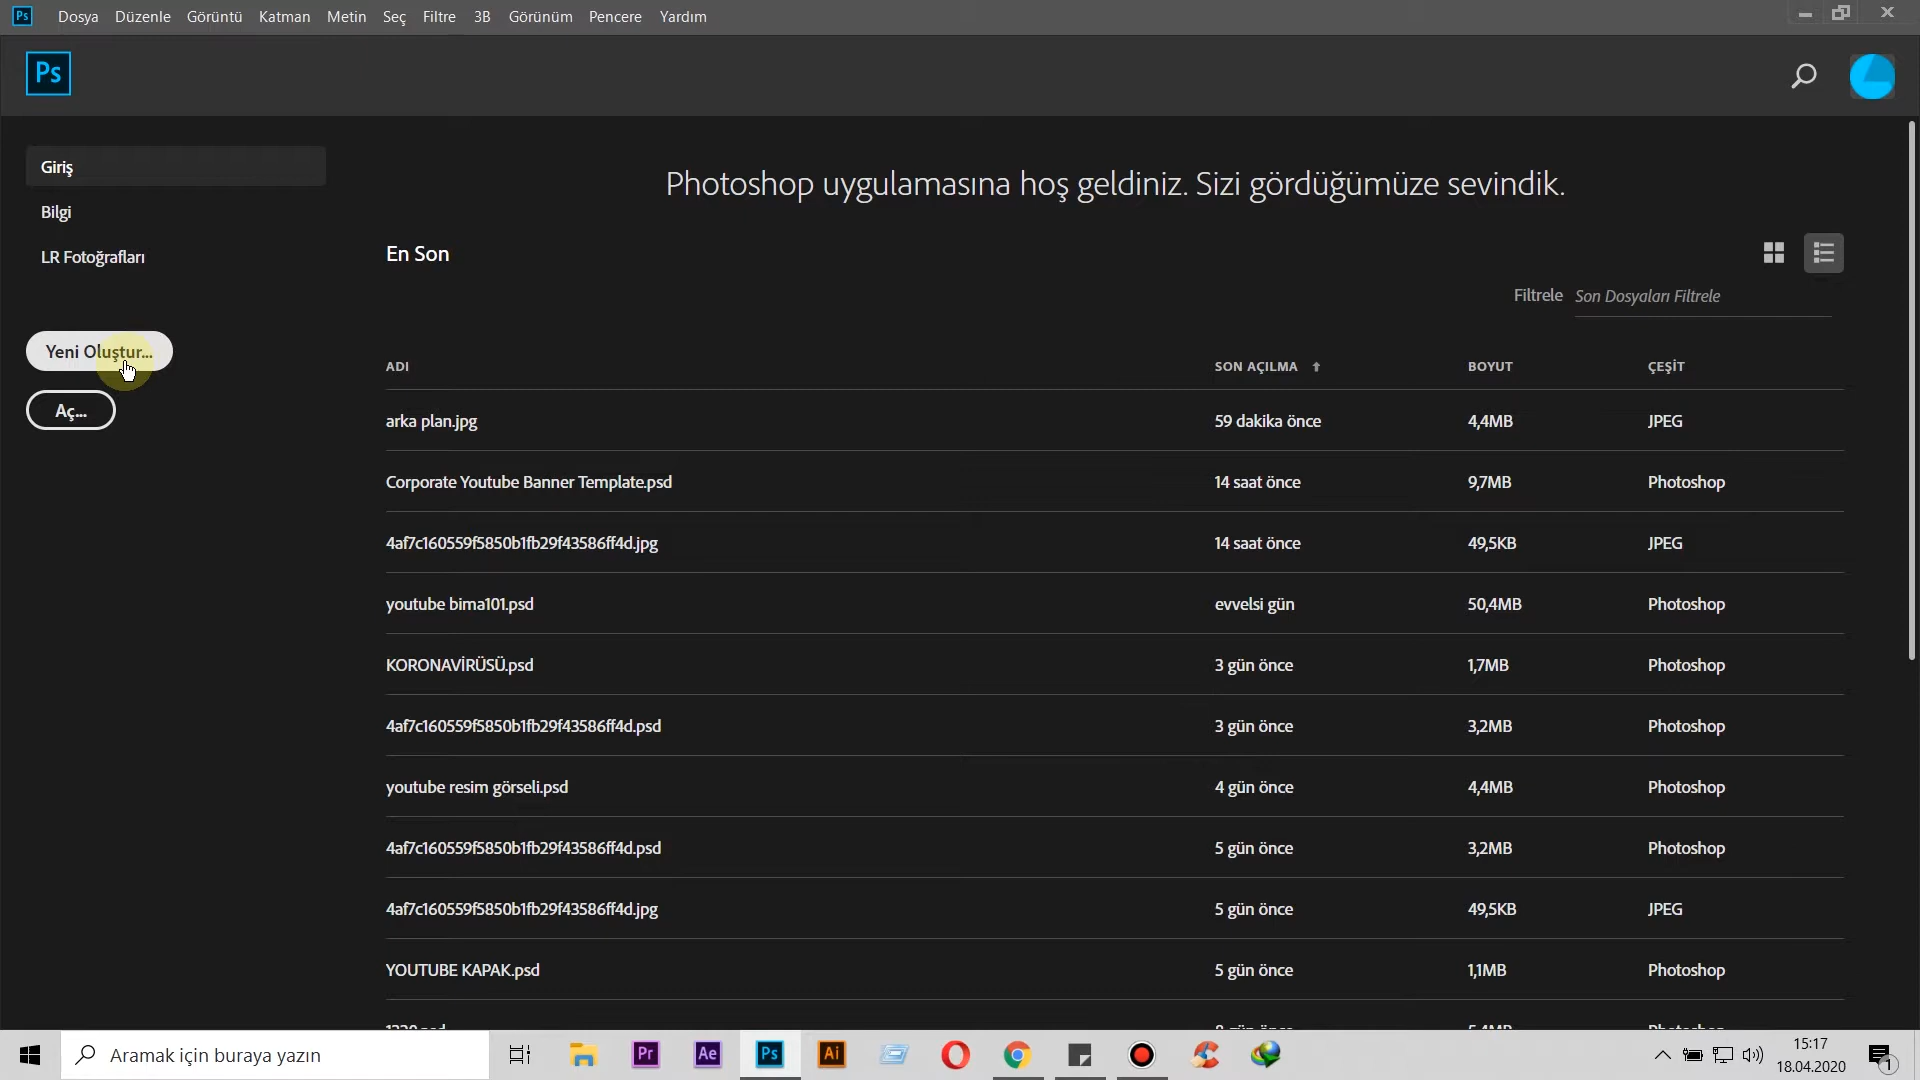 Ps Dosya Düzenle Görüntü Katman Metin Seç Filtre 3B Görünüm Pencere Yardım
Ps
Giriş
Bilgi
LR Fotoğrafları
Yeni Oluştur...
Aç...
Photoshop uygulamasına hoş geldiniz. Sizi gördüğümüze sevindik.
En Son
Filtrele Son Dosyaları Filtrele
ADI SON AÇILMA BOYUT ÇEŞİT
arka plan.jpg 59 dakika önce 4,4MB JPEG
Corporate Youtube Banner Template.psd 14 saat önce 9,7MB Photoshop
4af7c160559f5850b1fb29f43586ff4d.jpg 14 saat önce 49,5KB JPEG
youtube bima101.psd evvelsi gün 50,4MB Photoshop
KORONAVİRÜSÜ.psd 3 gün önce 1,7MB Photoshop
4af7c160559f5850b1fb29f43586ff4d.psd 3 gün önce 3,2MB Photoshop
youtube resim görseli.psd 4 gün önce 4,4MB Photoshop
4af7c160559f5850b1fb29f43586ff4d.psd 5 gün önce 3,2MB Photoshop
4af7c160559f5850b1fb29f43586ff4d.jpg 5 gün önce 49,5KB JPEG
YOUTUBE KAPAK.psd 5 gün önce 1,1MB Photoshop
Aramak için buraya yazın Pr Ae Ps Ai
15:17
18.04.2020
1